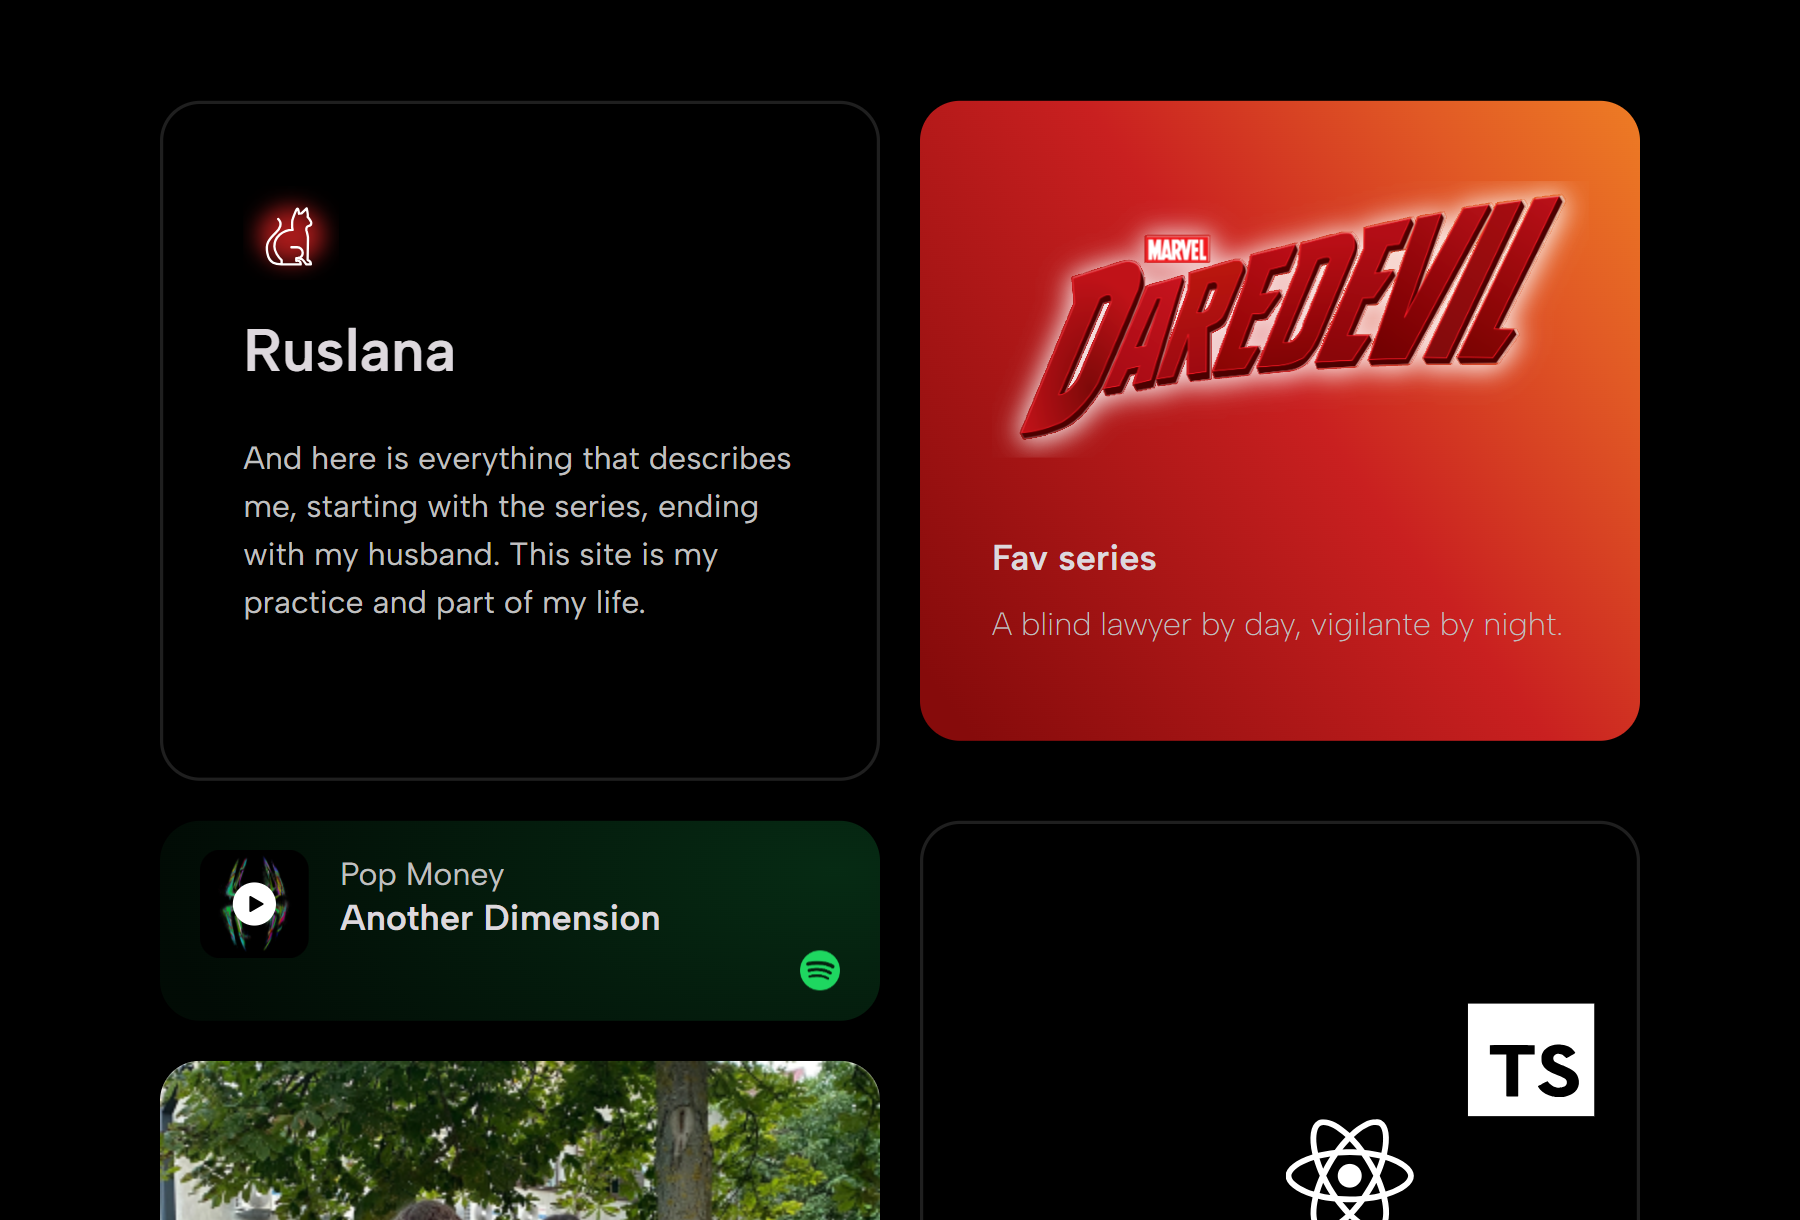 Ruslana
And here is everything that describes
me, starting with the series, ending
with my husband. This site is my
practice and part of my life.
MARVEL
DAREDEVIL
Fav series
A blind lawyer by day, vigilante by night.
Pop Money
Another Dimension
TS